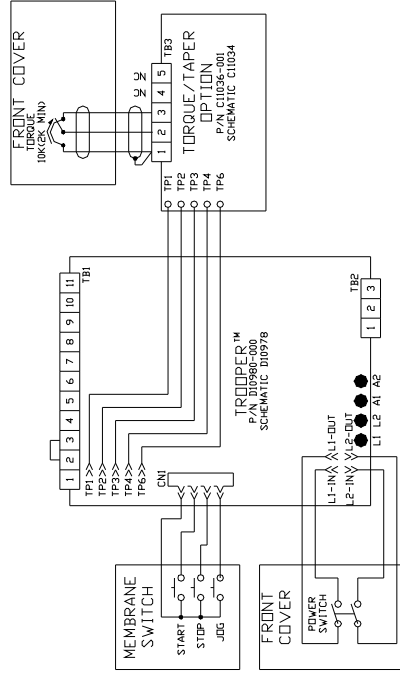 FRONT COVER
TORQUE
10K(2K MIN)
1 2 3 4 5
NC NC
TB3
TORQUE/TAPER
OPTION
P/N C11036-001
SCHEMATIC C11034
TP1
TP2
TP3
TP4
TP6
1 2 3 4 5 6 7 8 9 10 11
TB1
TP1
TP2
TP3
TP4
TP6
CN1
TROOPER™
P/N D10980-000
SCHEMATIC D10978
TB2
1 2 3
L1 L2 A1 A2
L1-IN L1-OUT
L2-IN L2-OUT
MEMBRANE
SWITCH
START
STOP
JOG
FRONT
COVER
POWER
SWITCH